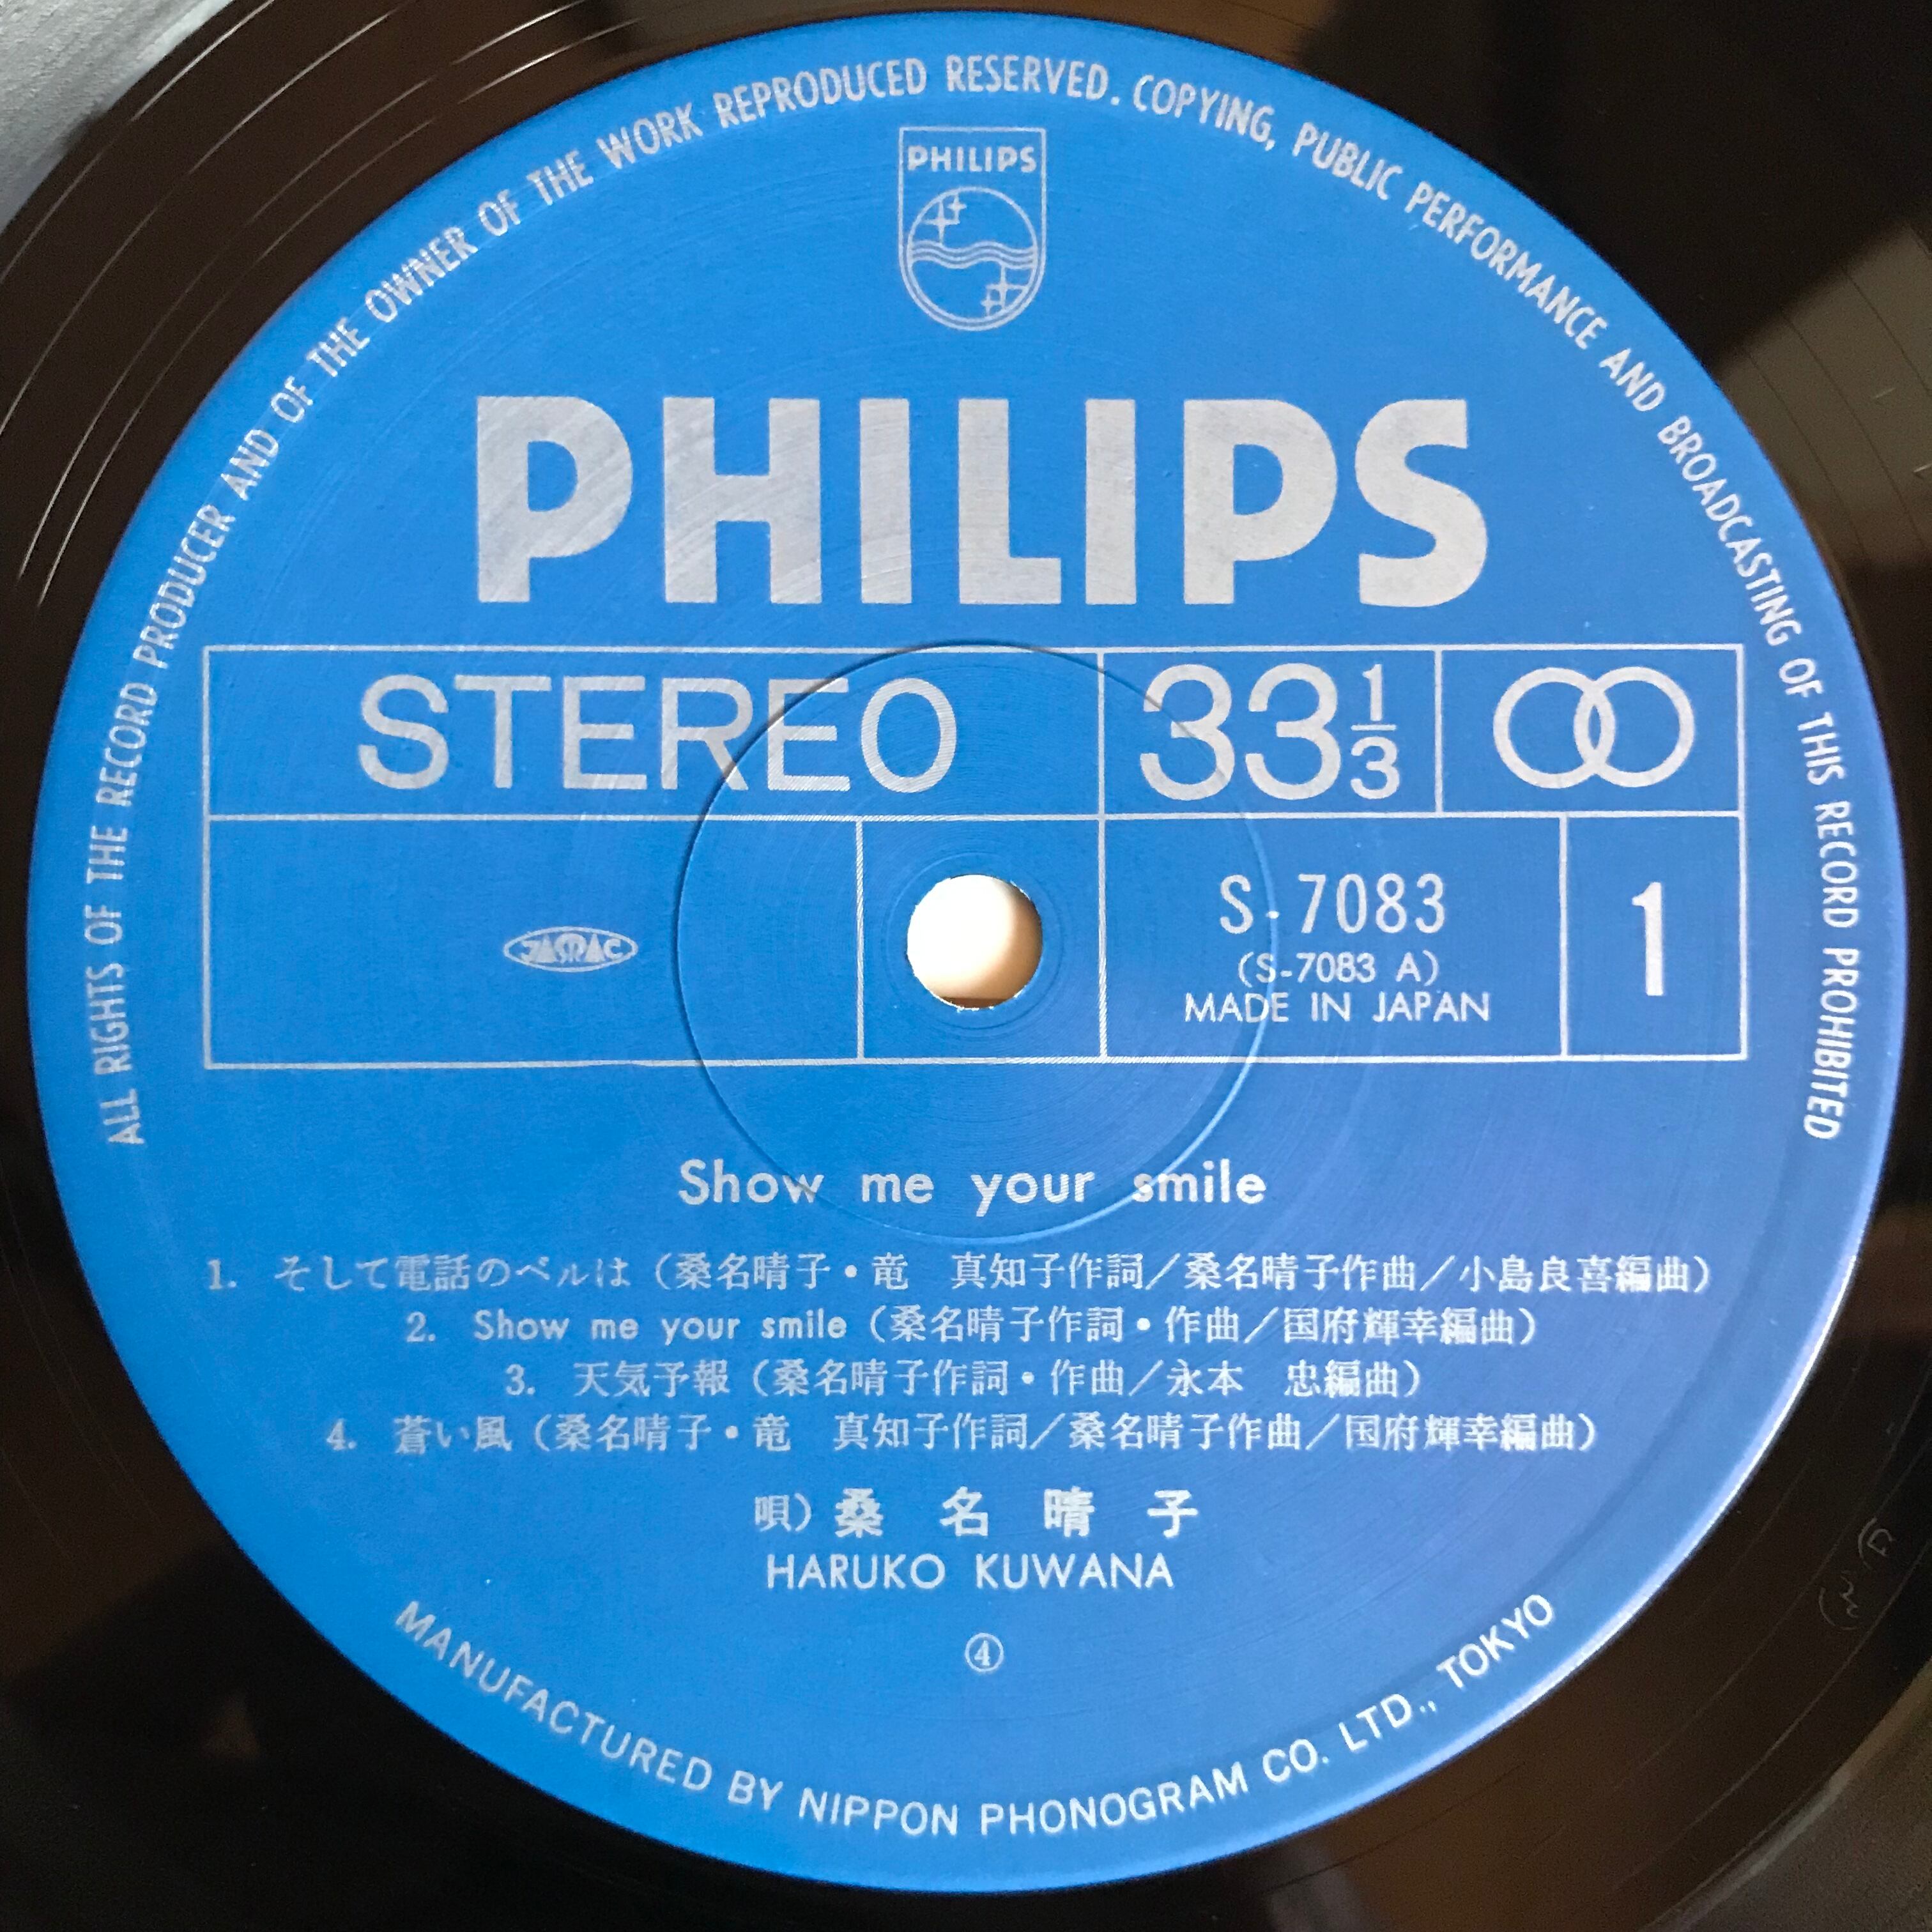 ALL RIGHTS OF THE RECORD PRODUCER AND OF THE OWNER OF THE WORK REPRODUCED RESERVED. COPYING, PUBLIC PERFORMANCE AND BROADCASTING OF THIS RECORD PROHIBITED
PHILIPS
PHILIPS
STEREO 33 1/3
JASRAC
S-7083
(S-7083 A)
MADE IN JAPAN
1
Show me your smile
1. そして電話のベルは（桑名晴子・竜　真知子作詞／桑名晴子作曲／小島良喜編曲）
2. Show me your smile（桑名晴子作詞・作曲／国府輝幸編曲）
3. 天気予報（桑名晴子作詞・作曲／永本　忠編曲）
4. 蒼い風（桑名晴子・竜　真知子作詞／桑名晴子作曲／国府輝幸編曲）
唄）桑名晴子
HARUKO KUWANA
④
MANUFACTURED BY NIPPON PHONOGRAM CO. LTD., TOKYO